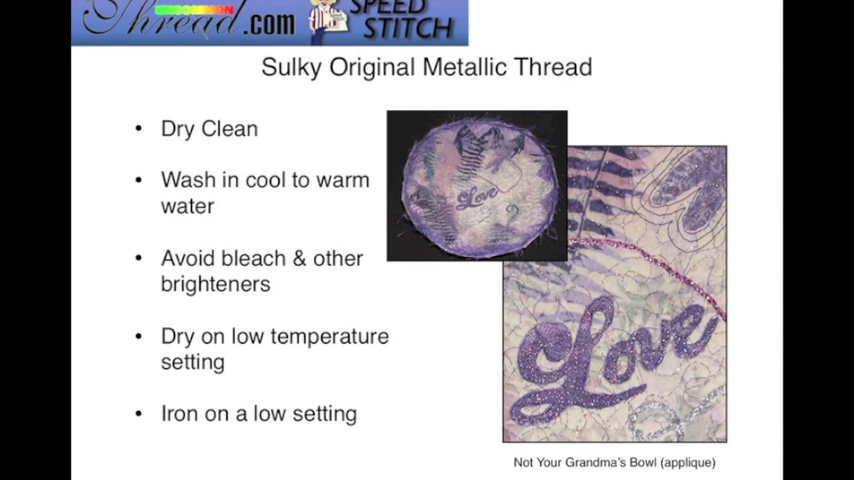 Thread.com
SPEED
STITCH
Sulky Original Metallic Thread
• Dry Clean
• Wash in cool to warm
water
• Avoid bleach & other
brighteners
• Dry on low temperature
setting
• Iron on a low setting
Love
Love
Not Your Grandma's Bowl (applique)